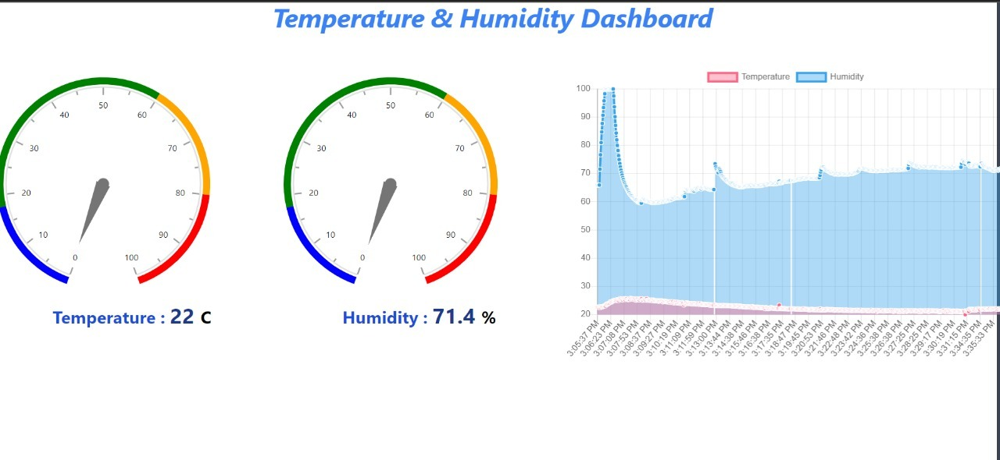 Temperature & Humidity Dashboard
0
10
20
30
40
50
60
70
80
90
100
Temperature : 22 C
0
10
20
30
40
50
60
70
80
90
100
Humidity : 71.4 %
Temperature
Humidity
100
90
80
70
60
50
40
30
20
3:05:37 PM
3:06:23 PM
3:07:08 PM
3:07:53 PM
3:08:37 PM
3:09:27 PM
3:10:19 PM
3:11:09 PM
3:11:59 PM
3:13:00 PM
3:13:44 PM
3:14:38 PM
3:15:46 PM
3:16:38 PM
3:17:35 PM
3:18:47 PM
3:19:45 PM
3:20:53 PM
3:21:46 PM
3:22:48 PM
3:23:42 PM
3:24:36 PM
3:25:38 PM
3:26:38 PM
3:27:25 PM
3:28:25 PM
3:29:17 PM
3:30:19 PM
3:31:15 PM
3:34:35 PM
3:35:33 PM